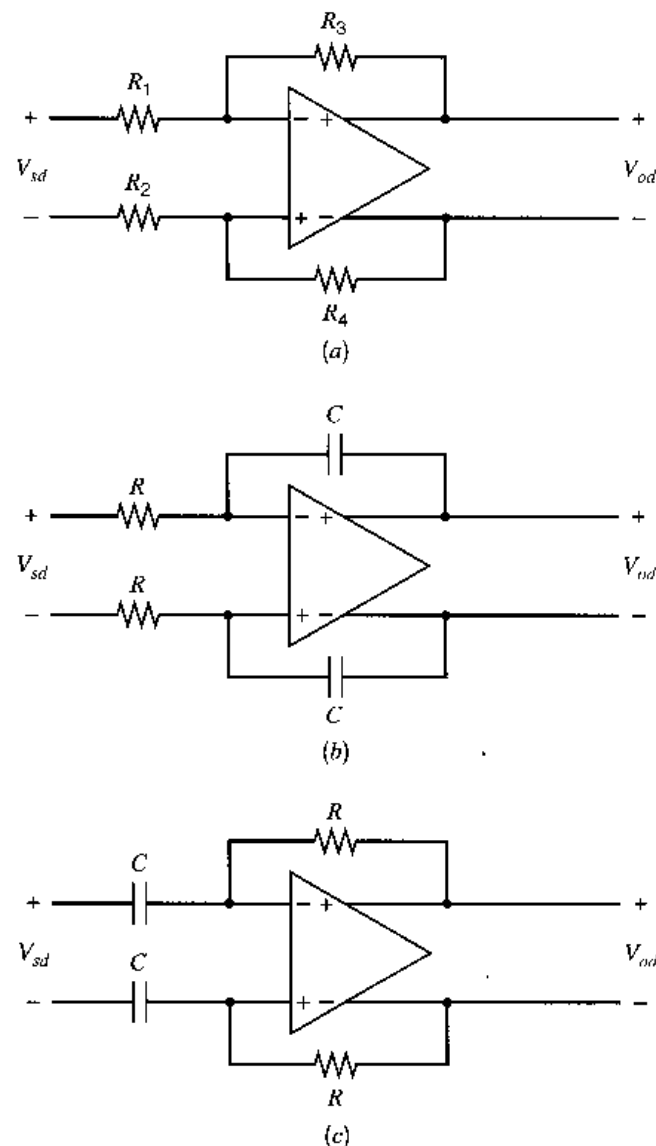 R3
R1
+ - + +
Vsd Vod
R2
- + - -
R4
(a)
C
R
+ - + +
Vsd Vod
R
- + - -
C
(b)
R
C
+ - + +
Vsd Vod
C
- + - -
R
(c)